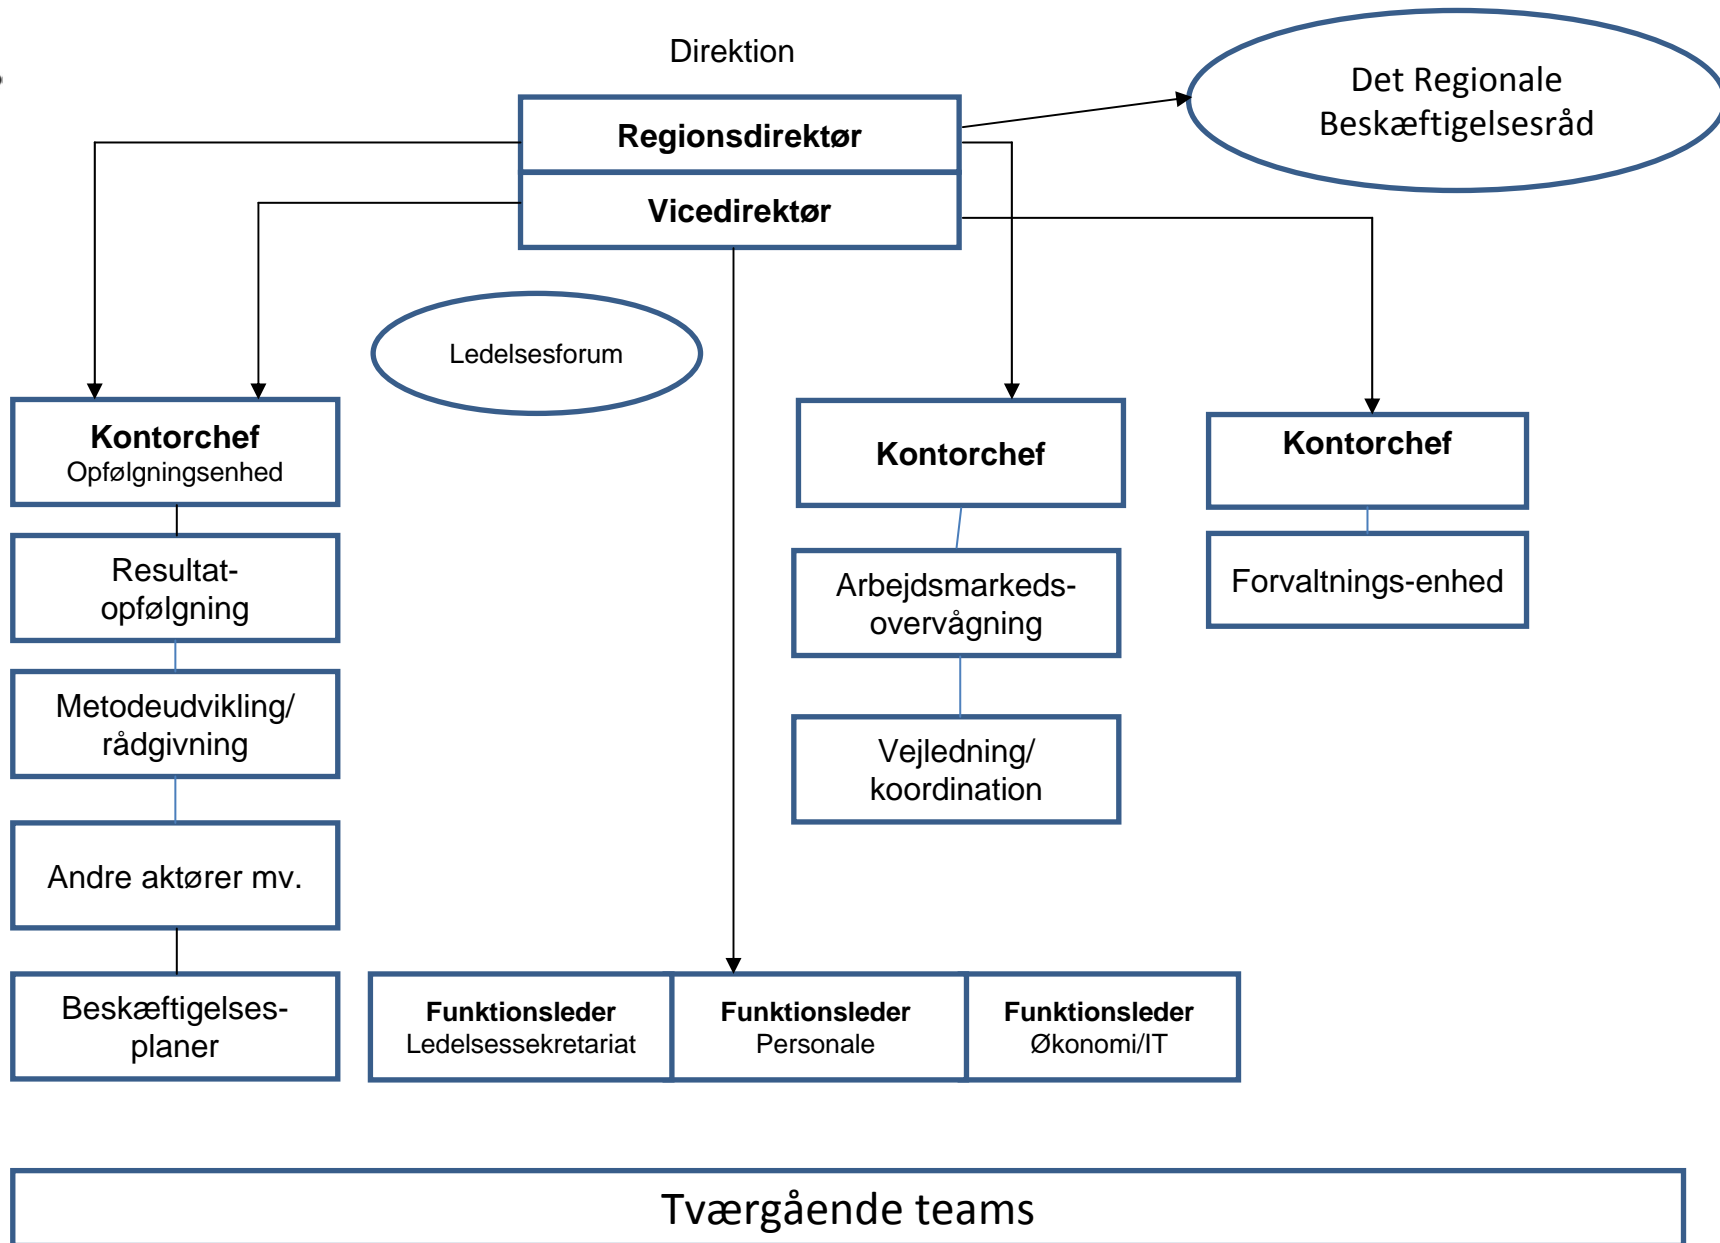 Direktion
Det Regionale
Beskæftigelsesråd
Regionsdirektør
Vicedirektør
Ledelsesforum
Kontorchef
Opfølgningsenhed
Resultat-
opfølgning
Metodeudvikling/
rådgivning
Andre aktører mv.
Beskæftigelses-
planer
Kontorchef
Arbejdsmarkeds-
overvågning
Vejledning/
koordination
Kontorchef
Forvaltnings-enhed
Funktionsleder
Ledelsessekretariat
Funktionsleder
Personale
Funktionsleder
Økonomi/IT
Tværgående teams